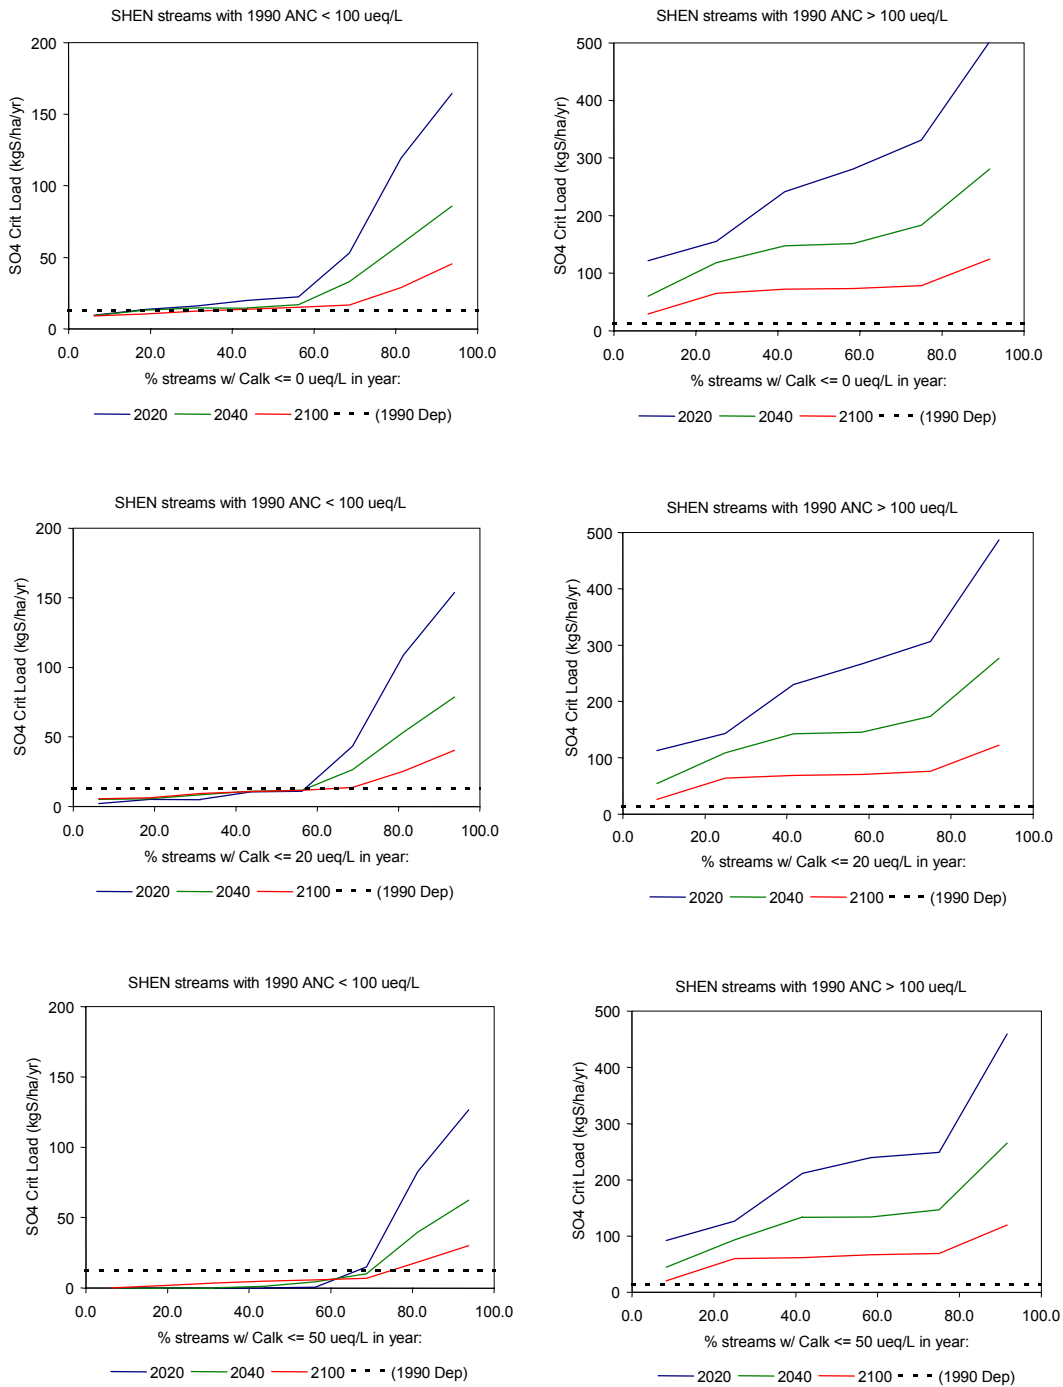 SHEN streams with 1990 ANC < 100 ueq/L
SO4 Crit Load (kgS/ha/yr)
200
150
100
50
0
0.0 20.0 40.0 60.0 80.0 100.0
% streams w/ Calk <= 0 ueq/L in year:
2020 2040 2100 (1990 Dep)
SHEN streams with 1990 ANC > 100 ueq/L
SO4 Crit Load (kgS/ha/yr)
500
400
300
200
100
0
0.0 20.0 40.0 60.0 80.0 100.0
% streams w/ Calk <= 0 ueq/L in year:
2020 2040 2100 (1990 Dep)
SHEN streams with 1990 ANC < 100 ueq/L
SO4 Crit Load (kgS/ha/yr)
200
150
100
50
0
0.0 20.0 40.0 60.0 80.0 100.0
% streams w/ Calk <= 20 ueq/L in year:
2020 2040 2100 (1990 Dep)
SHEN streams with 1990 ANC > 100 ueq/L
SO4 Crit Load (kgS/ha/yr)
500
400
300
200
100
0
0.0 20.0 40.0 60.0 80.0 100.0
% streams w/ Calk <= 20 ueq/L in year:
2020 2040 2100 (1990 Dep)
SHEN streams with 1990 ANC < 100 ueq/L
SO4 Crit Load (kgS/ha/yr)
200
150
100
50
0
0.0 20.0 40.0 60.0 80.0 100.0
% streams w/ Calk <= 50 ueq/L in year:
2020 2040 2100 (1990 Dep)
SHEN streams with 1990 ANC > 100 ueq/L
SO4 Crit Load (kgS/ha/yr)
500
400
300
200
100
0
0.0 20.0 40.0 60.0 80.0 100.0
% streams w/ Calk <= 50 ueq/L in year:
2020 2040 2100 (1990 Dep)